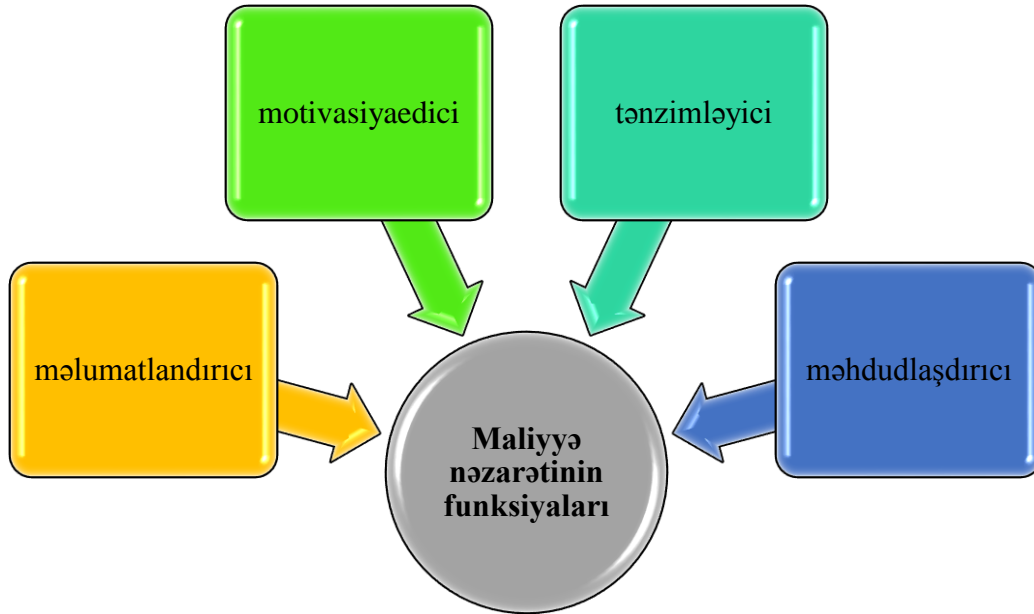 motivasiyaedici
tənzimləyici
məlumatlandırıcı
məhdudlaşdırıcı
Maliyyə
nəzarətinin
funksiyaları